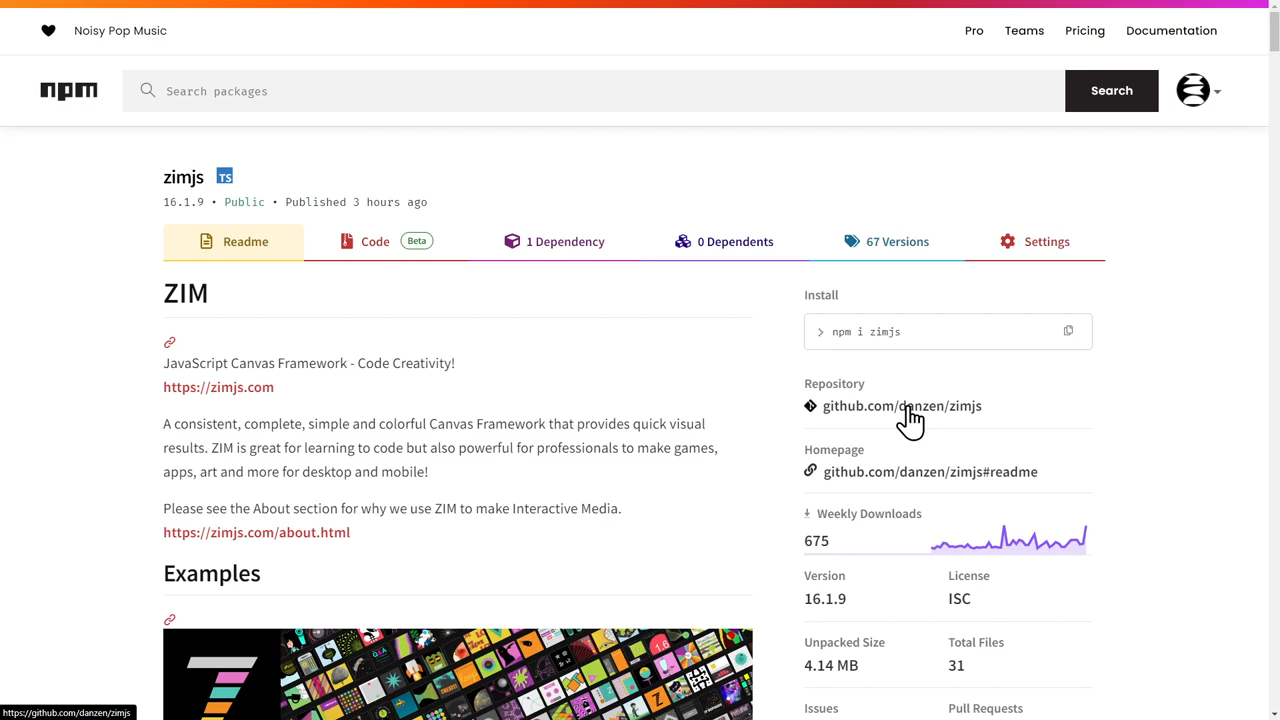 Noisy Pop Music
Pro Teams Pricing Documentation
npm Search packages Search
zimjs TS
16.1.9 • Public • Published 3 hours ago
Readme Code Beta 1 Dependency 0 Dependents 67 Versions Settings
ZIM
JavaScript Canvas Framework - Code Creativity!
https://zimjs.com
A consistent, complete, simple and colorful Canvas Framework that provides quick visual
results. ZIM is great for learning to code but also powerful for professionals to make games,
apps, art and more for desktop and mobile!
Please see the About section for why we use ZIM to make Interactive Media.
https://zimjs.com/about.html
Examples
Install
> npm i zimjs
Repository
github.com/danzen/zimjs
Homepage
github.com/danzen/zimjs#readme
Weekly Downloads
675
Version License
16.1.9 ISC
Unpacked Size Total Files
4.14 MB 31
Issues Pull Requests
https://github.com/danzen/zimjs